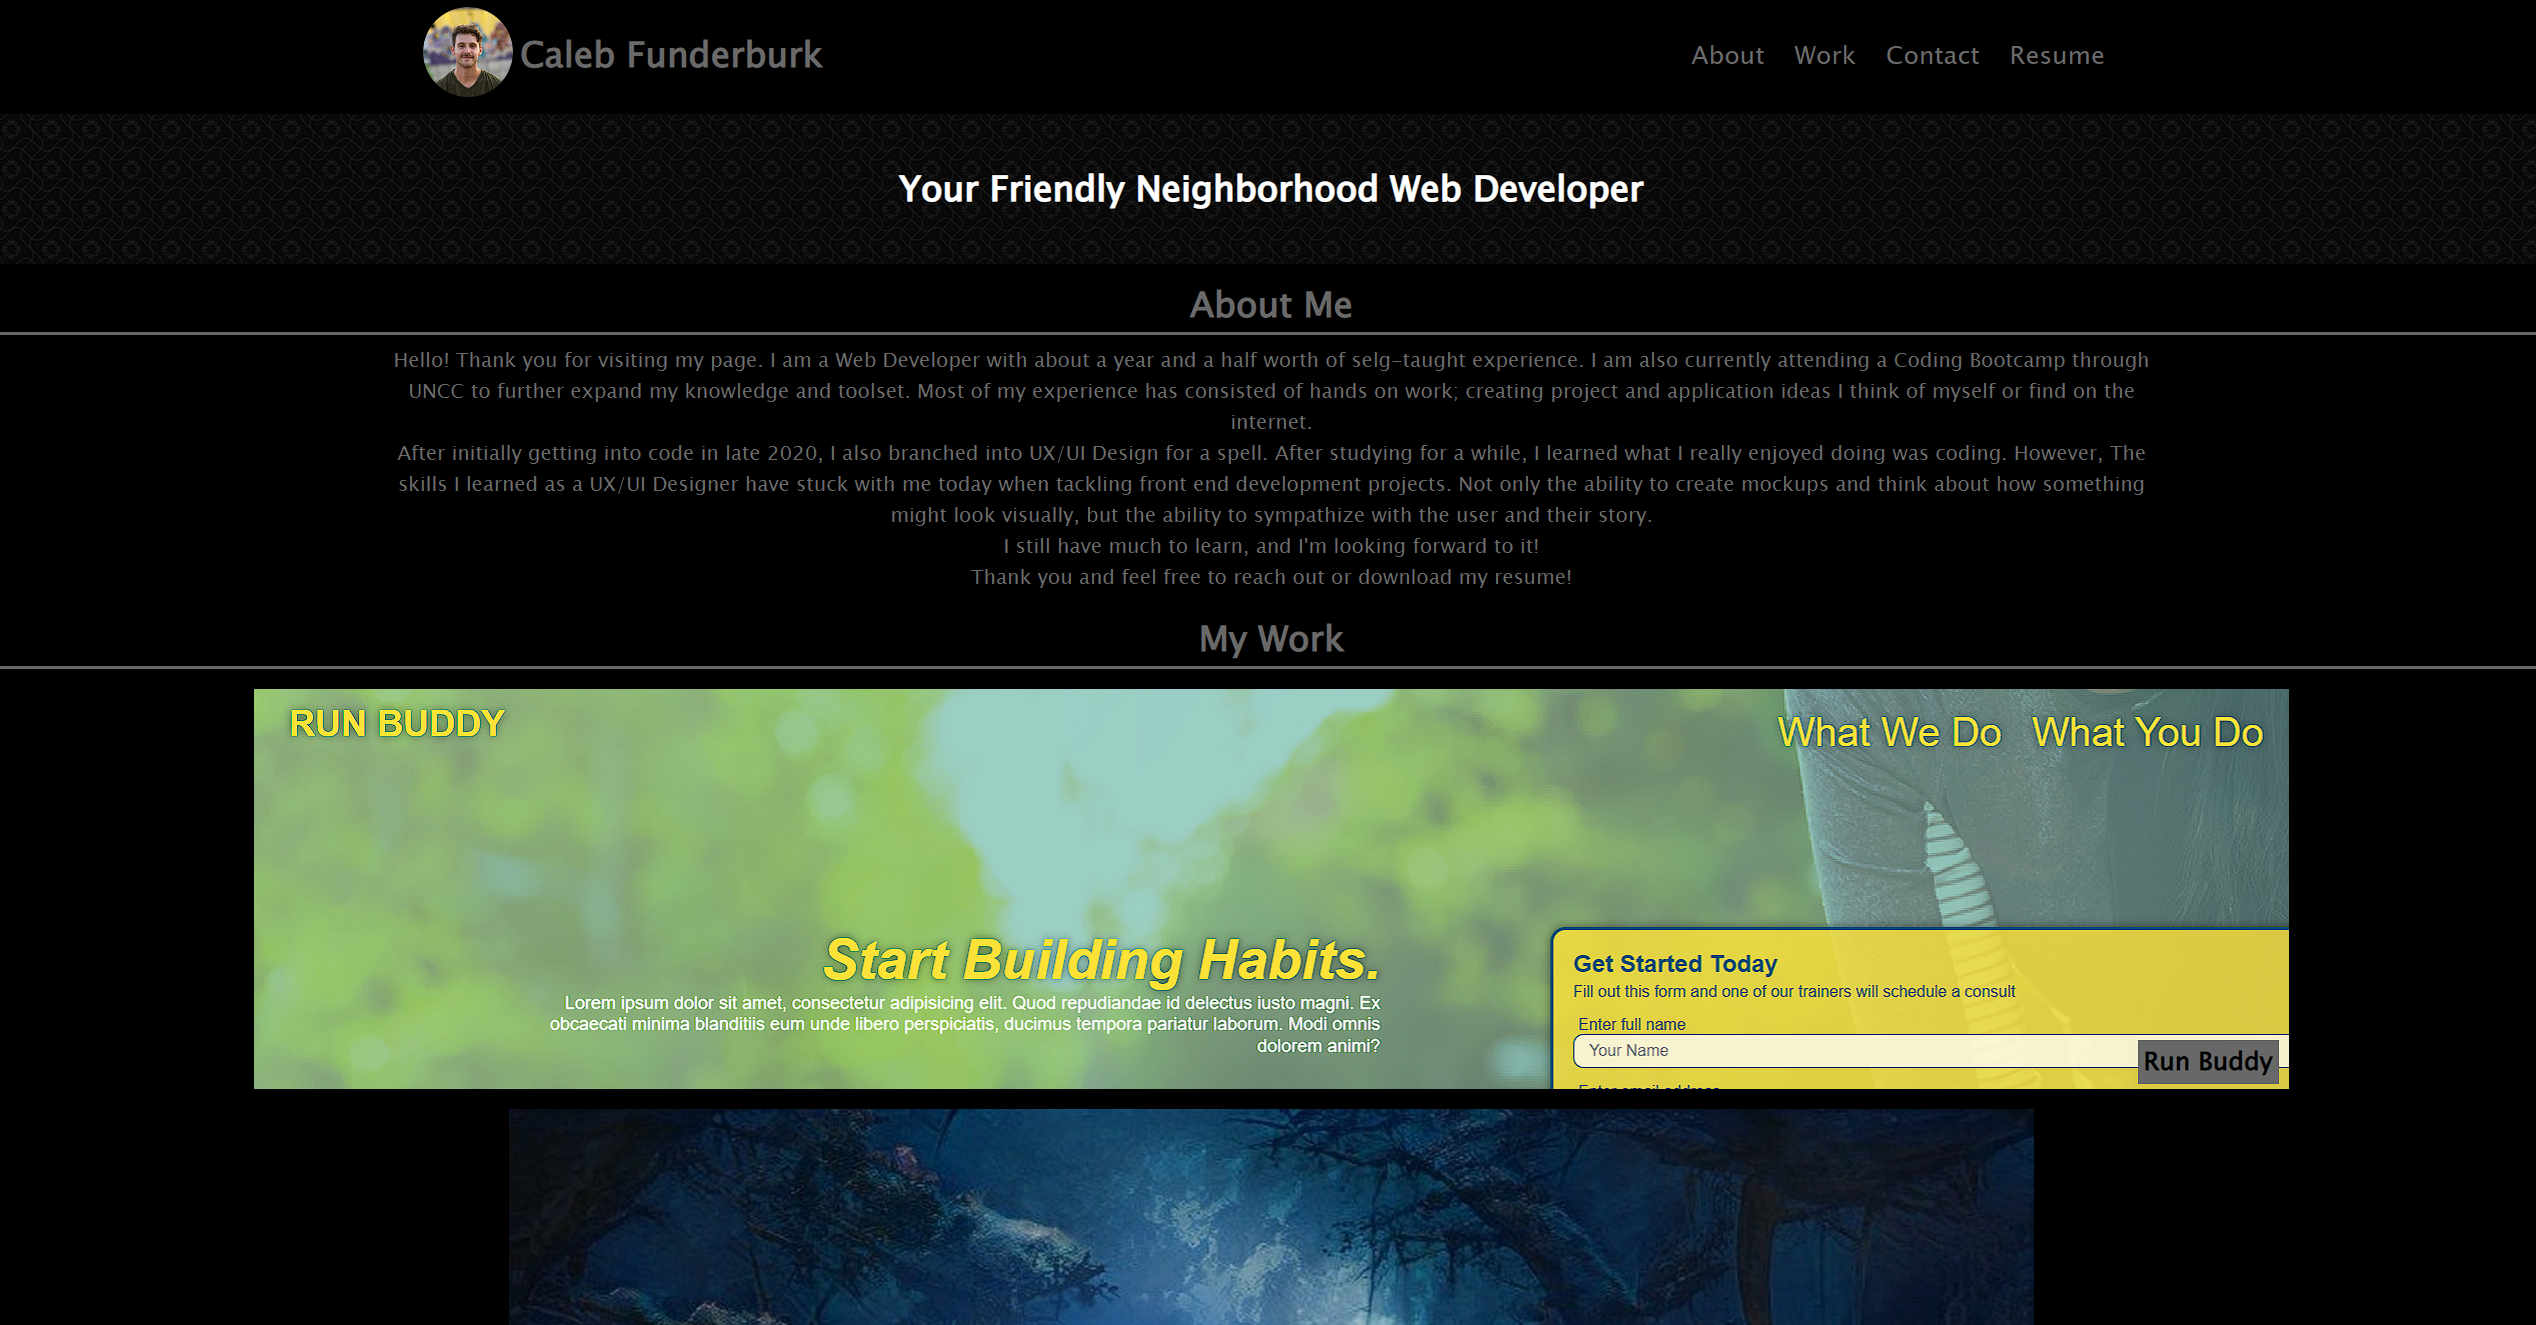 Caleb Funderburk
About Work Contact Resume
Your Friendly Neighborhood Web Developer
About Me
Hello! Thank you for visiting my page. I am a Web Developer with about a year and a half worth of selg-taught experience. I am also currently attending a Coding Bootcamp through
UNCC to further expand my knowledge and toolset. Most of my experience has consisted of hands on work; creating project and application ideas I think of myself or find on the
internet.
After initially getting into code in late 2020, I also branched into UX/UI Design for a spell. After studying for a while, I learned what I really enjoyed doing was coding. However, The
skills I learned as a UX/UI Designer have stuck with me today when tackling front end development projects. Not only the ability to create mockups and think about how something
might look visually, but the ability to sympathize with the user and their story.
I still have much to learn, and I'm looking forward to it!
Thank you and feel free to reach out or download my resume!
My Work
RUN BUDDY
What We Do What You Do
Start Building Habits.
Lorem ipsum dolor sit amet, consectetur adipisicing elit. Quod repudiandae id delectus iusto magni. Ex
obcaecati minima blanditiis eum unde libero perspiciatis, ducimus tempora pariatur laborum. Modi omnis
dolorem animi?
Get Started Today
Fill out this form and one of our trainers will schedule a consult
Enter full name
Your Name
Run Buddy
Enter email address